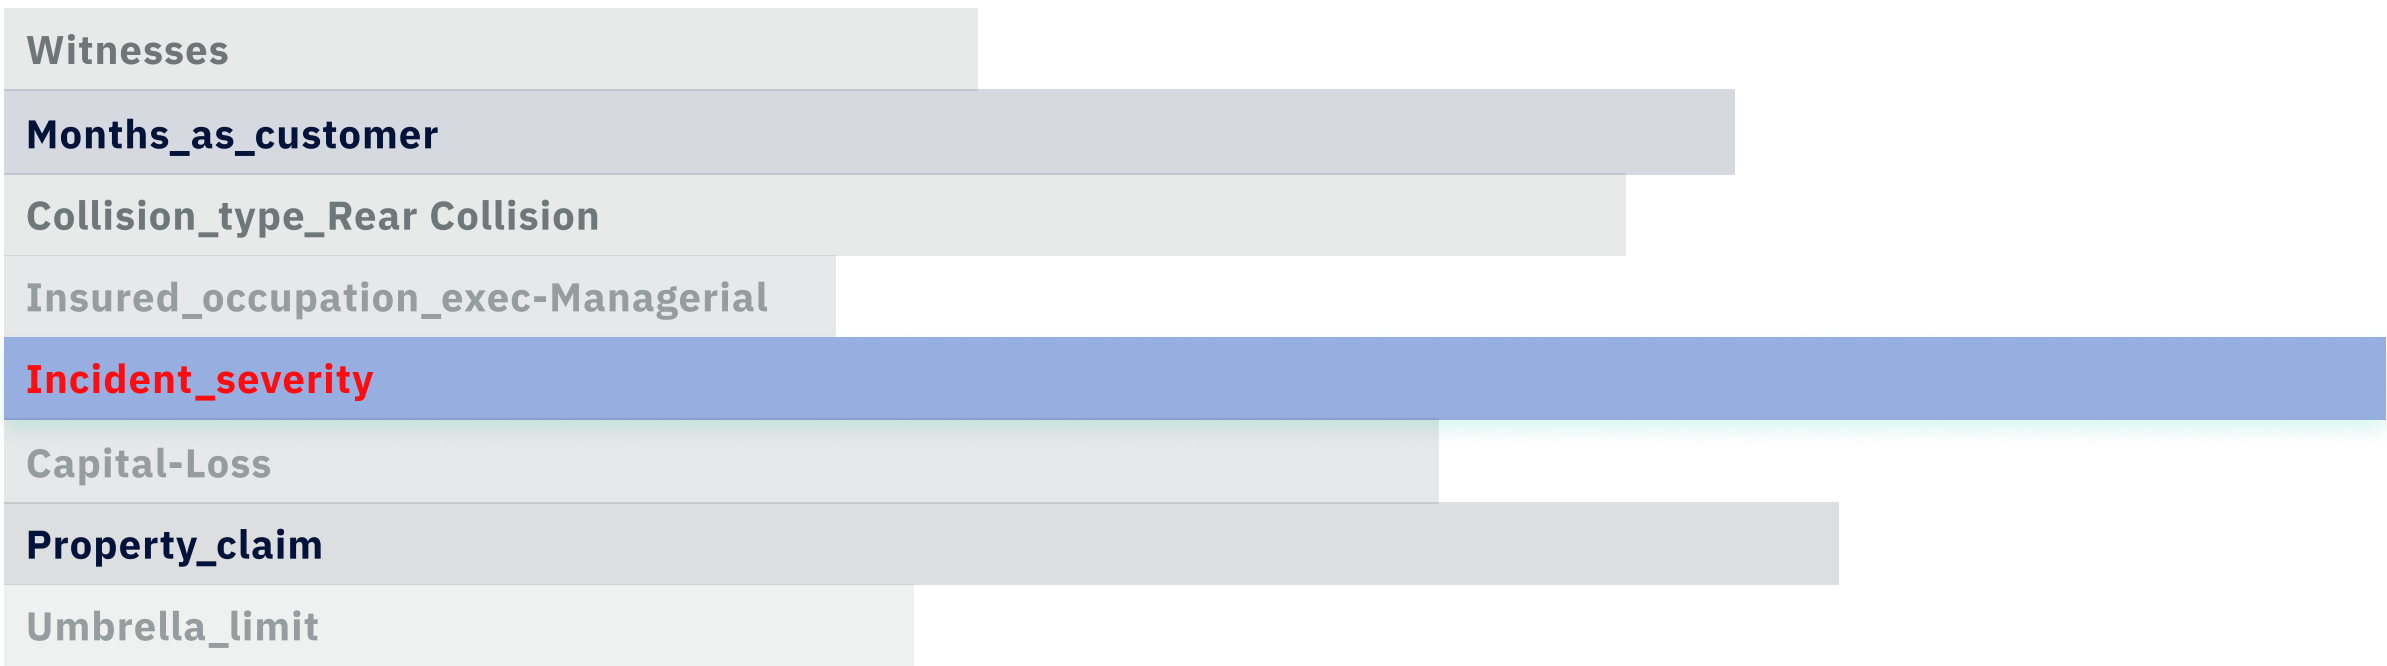 Witnesses
Months_as_customer
Collision_type_Rear Collision
Insured_occupation_exec-Managerial
Incident_severity
Capital-Loss
Property_claim
Umbrella_limit